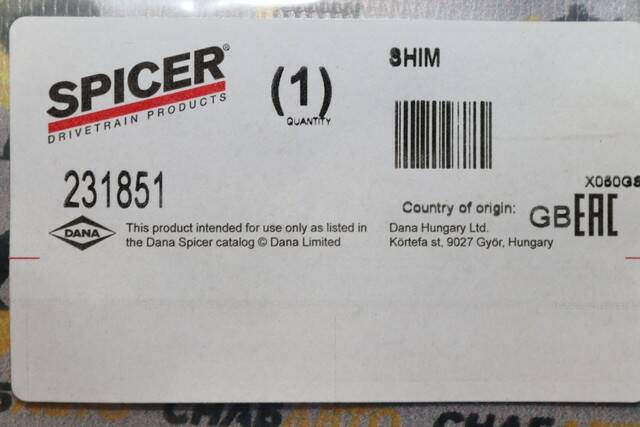 SPICER®
DRIVETRAIN PRODUCTS
(1)
QUANTITY
SHIM
231851
DANA
This product intended for use only as listed in
the Dana Spicer catalog © Dana Limited
Country of origin: GB
Dana Hungary Ltd.
Körtefa st, 9027 Győr, Hungary
EAC